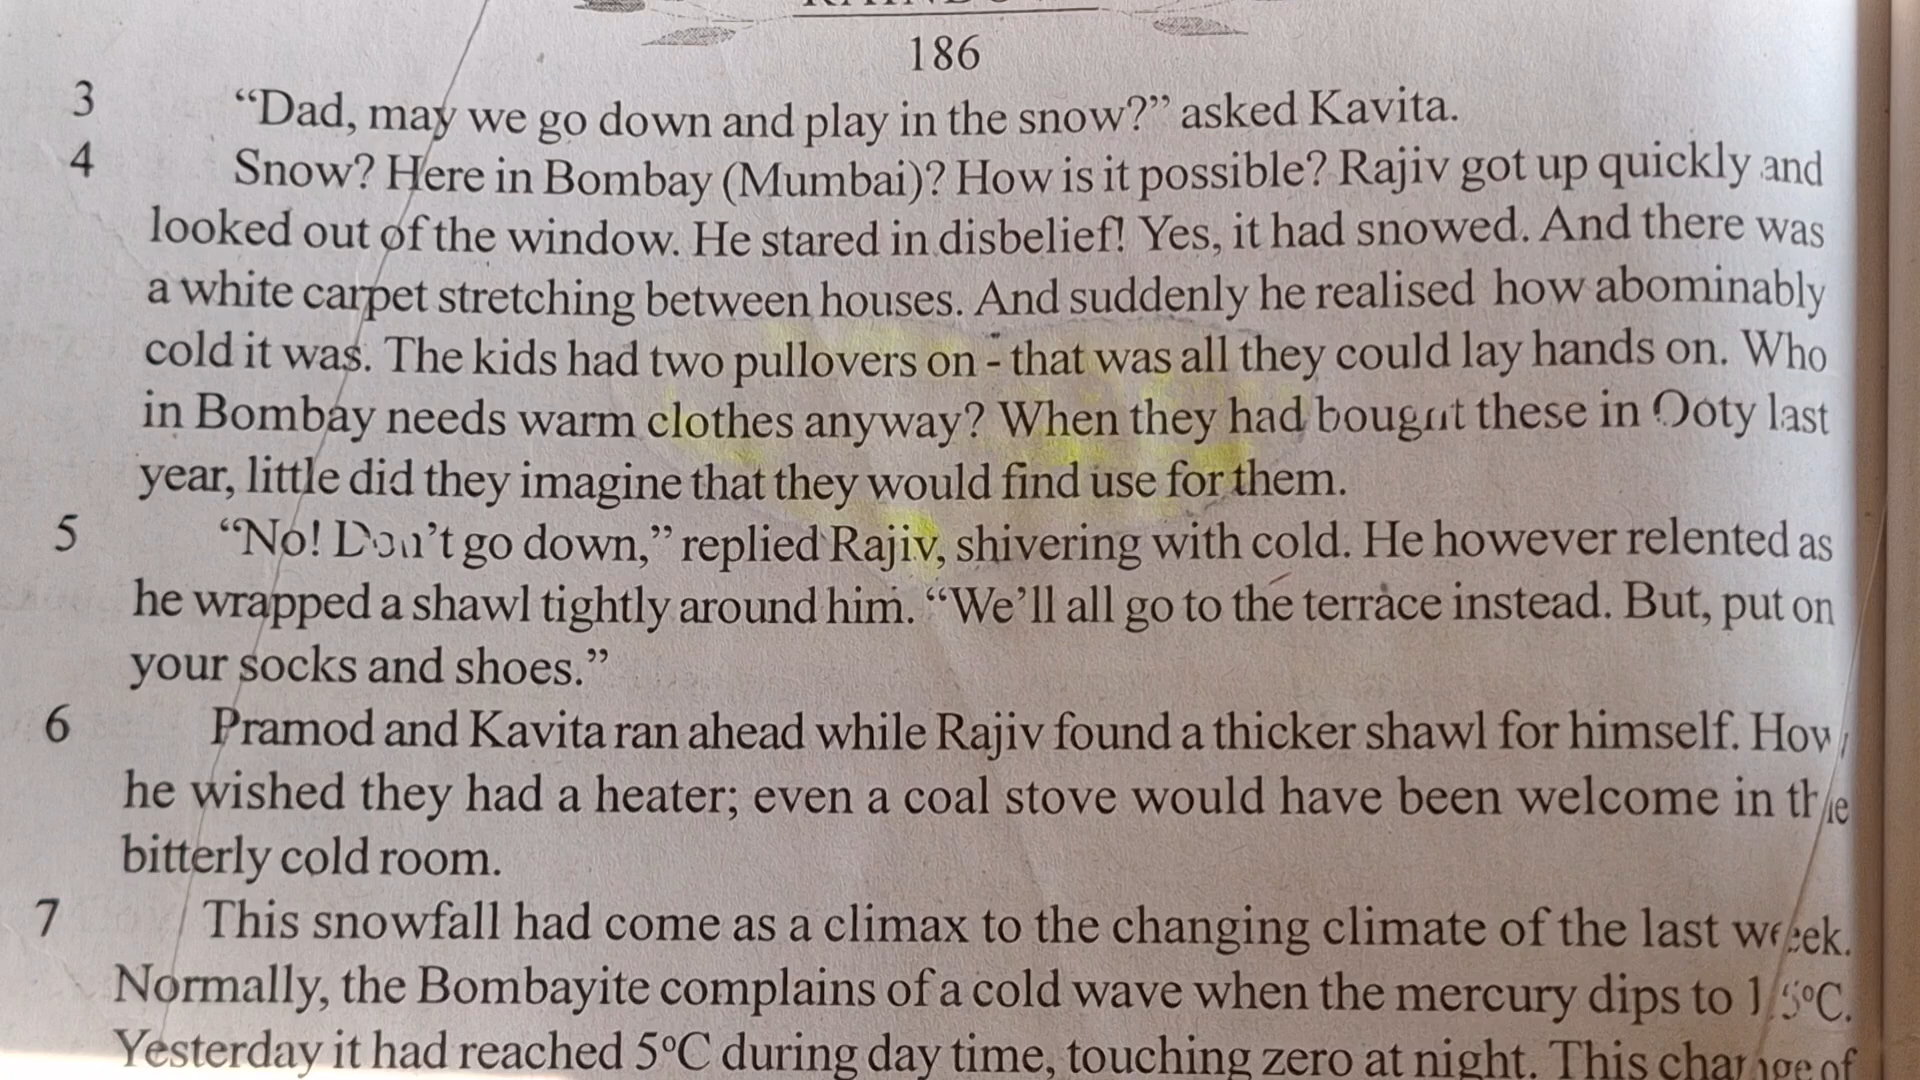 186
3 “Dad, may we go down and play in the snow?” asked Kavita.
4 Snow? Here in Bombay (Mumbai)? How is it possible? Rajiv got up quickly and
looked out of the window. He stared in disbelief! Yes, it had snowed. And there was
a white carpet stretching between houses. And suddenly he realised how abominably
cold it was. The kids had two pullovers on - that was all they could lay hands on. Who
in Bombay needs warm clothes anyway? When they had bought these in Ooty last
year, little did they imagine that they would find use for them.
5 “No! Don’t go down,” replied Rajiv, shivering with cold. He however relented as
he wrapped a shawl tightly around him. “We’ll all go to the terrace instead. But, put on
your socks and shoes.”
6 Pramod and Kavita ran ahead while Rajiv found a thicker shawl for himself. How
he wished they had a heater; even a coal stove would have been welcome in the
bitterly cold room.
7 This snowfall had come as a climax to the changing climate of the last week.
Normally, the Bombayite complains of a cold wave when the mercury dips to 15°C.
Yesterday it had reached 5°C during day time, touching zero at night. This change of